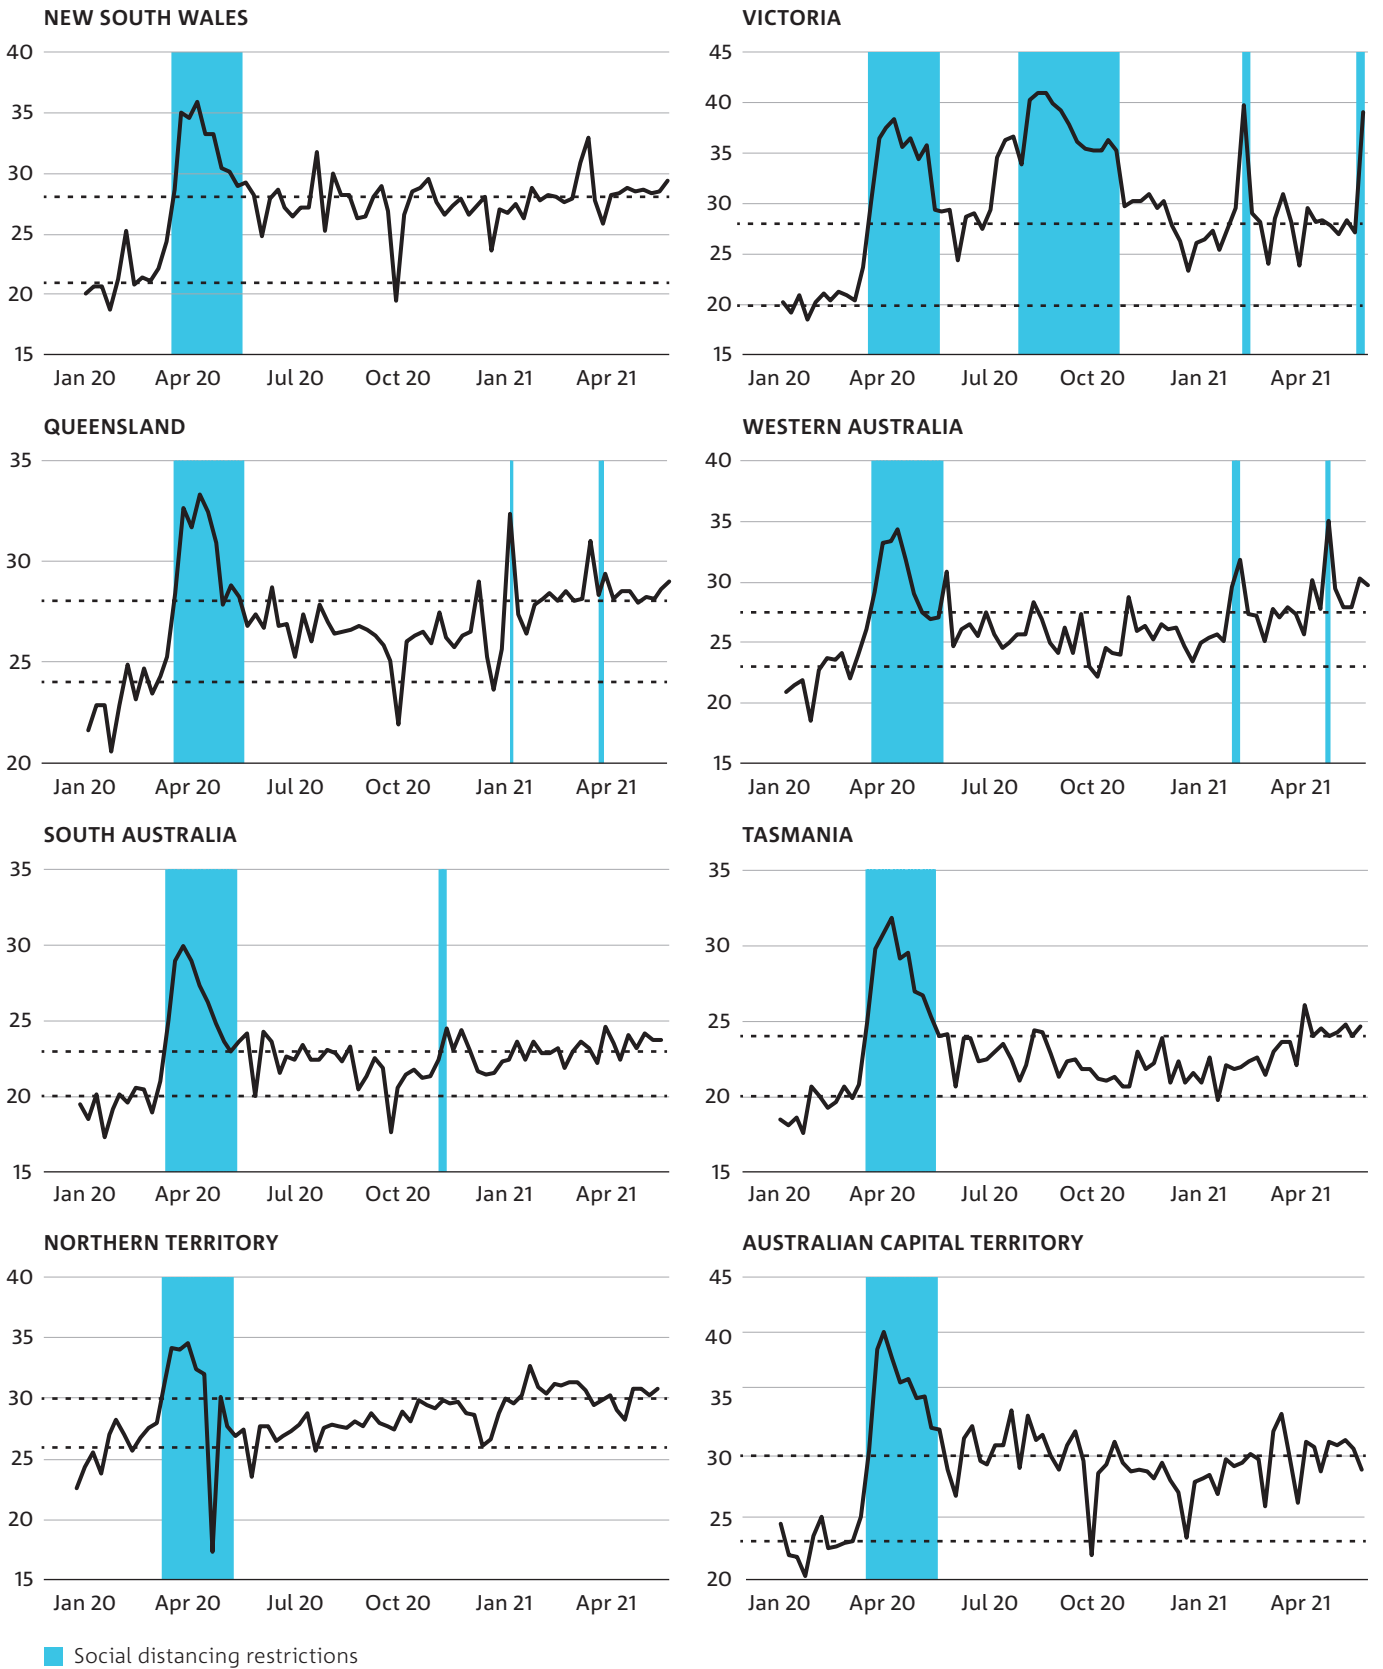 NEW SOUTH WALES
40
35
30
25
20
15
Jan 20 Apr 20 Jul 20 Oct 20 Jan 21 Apr 21
VICTORIA
45
40
35
30
25
20
15
Jan 20 Apr 20 Jul 20 Oct 20 Jan 21 Apr 21
QUEENSLAND
35
30
25
20
Jan 20 Apr 20 Jul 20 Oct 20 Jan 21 Apr 21
WESTERN AUSTRALIA
40
35
30
25
20
15
Jan 20 Apr 20 Jul 20 Oct 20 Jan 21 Apr 21
SOUTH AUSTRALIA
35
30
25
20
15
Jan 20 Apr 20 Jul 20 Oct 20 Jan 21 Apr 21
TASMANIA
35
30
25
20
15
Jan 20 Apr 20 Jul 20 Oct 20 Jan 21 Apr 21
NORTHERN TERRITORY
40
35
30
25
20
15
Jan 20 Apr 20 Jul 20 Oct 20 Jan 21 Apr 21
AUSTRALIAN CAPITAL TERRITORY
45
40
35
30
25
20
Jan 20 Apr 20 Jul 20 Oct 20 Jan 21 Apr 21
Social distancing restrictions